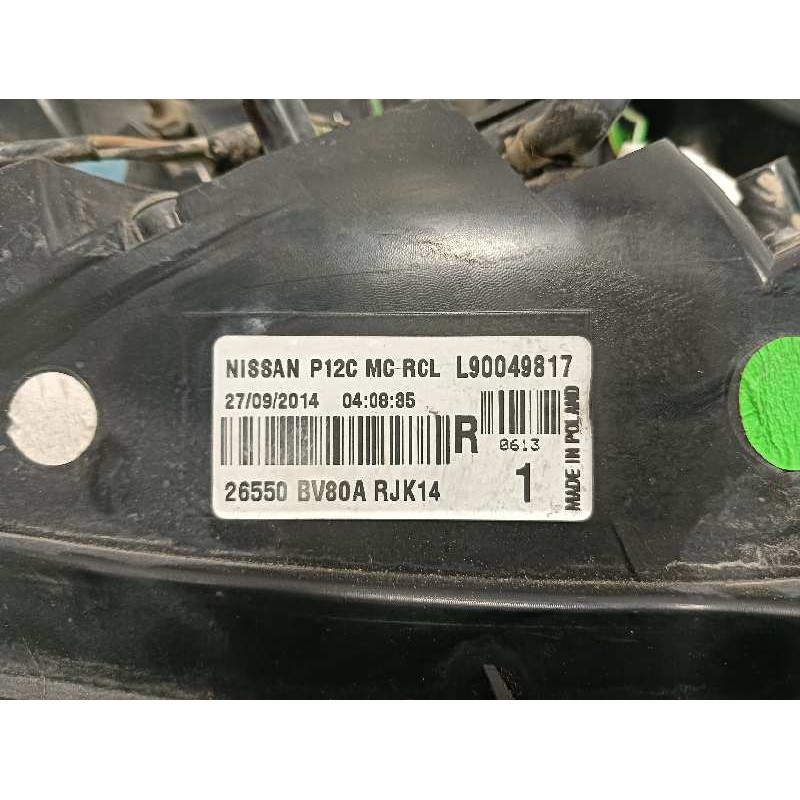 NISSAN P12C MC-RCL L90049817
27/09/2014 04:08:35
R
0613
26550 BV80A RJK14
1
MADE IN POLAND